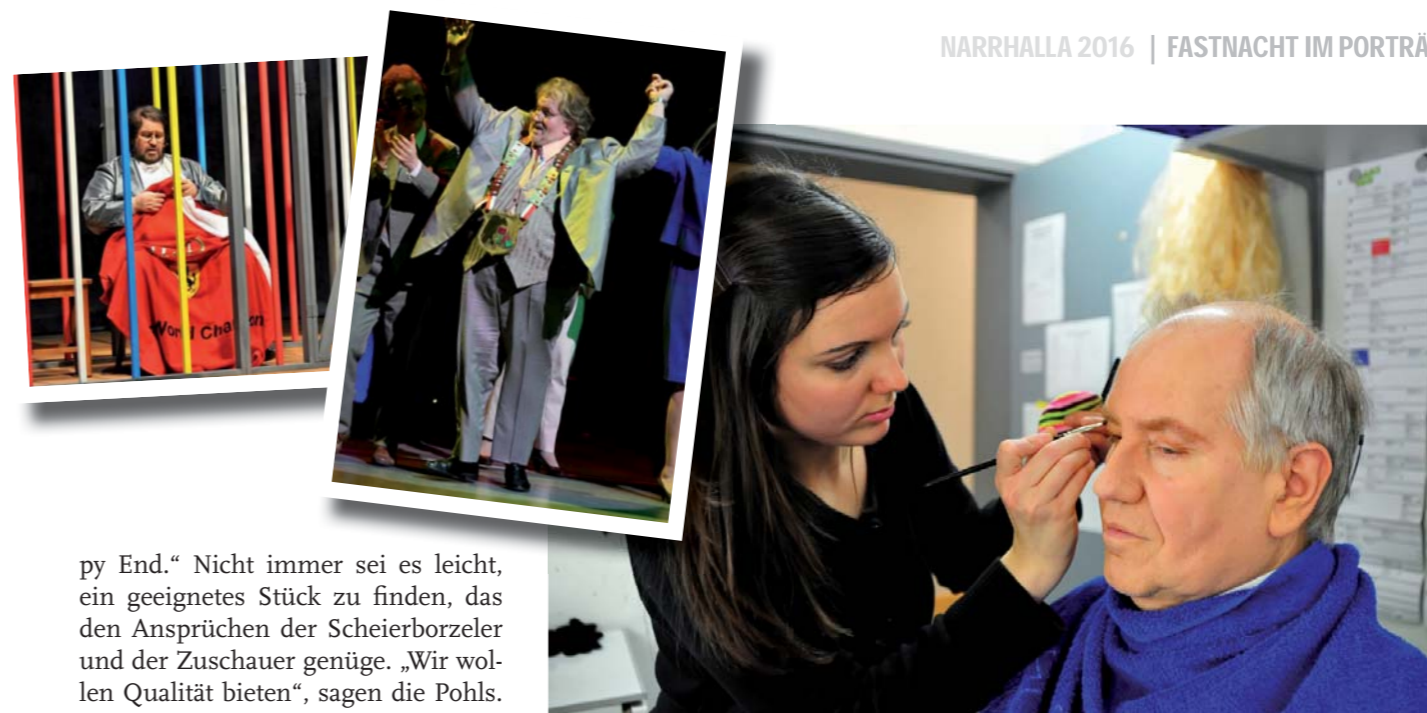 NARRHALLA 2016 | FASTNACHT IM PORTRÄ
World Cha
py End.“ Nicht immer sei es leicht,
ein geeignetes Stück zu finden, das
den Ansprüchen der Scheierborzeler
und der Zuschauer genüge. „Wir wol-
len Qualität bieten“, sagen die Pohls.